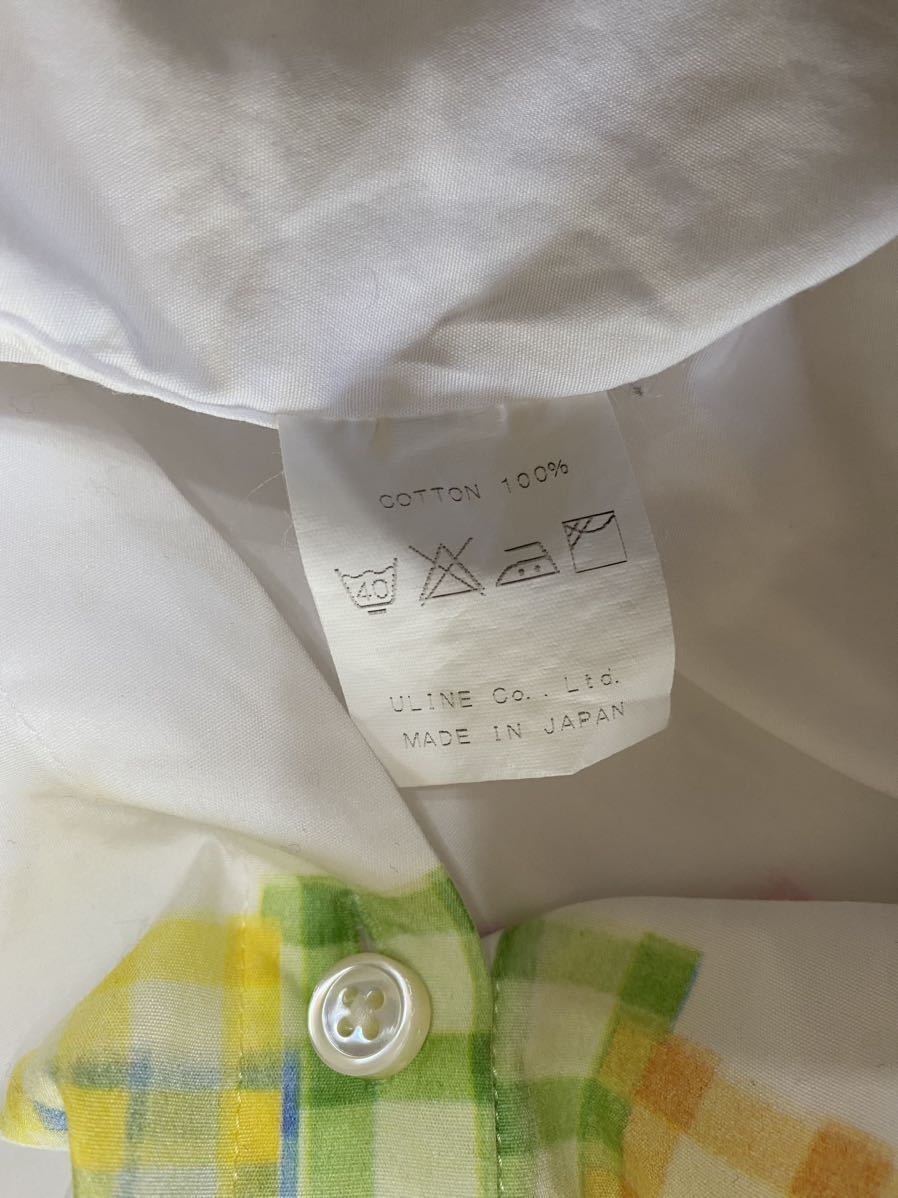 COTTON 100%
40
ULINE Co., Ltd.
MADE IN JAPAN